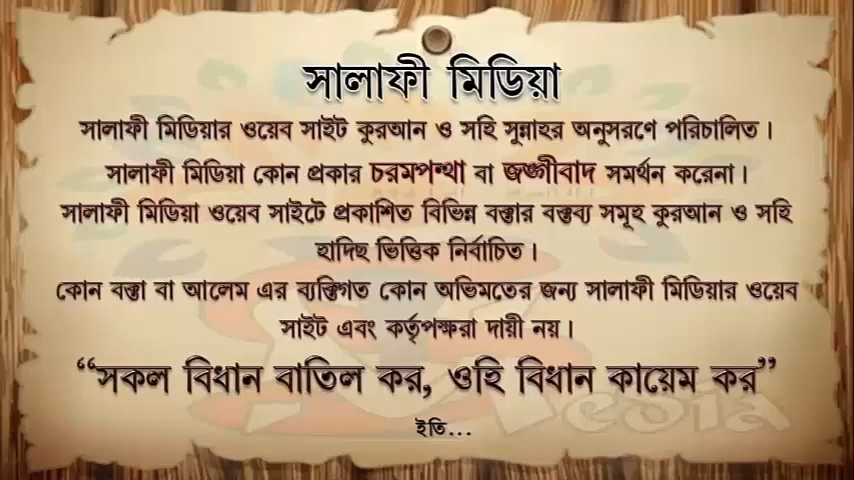 সালাফী মিডিয়া
সালাফী মিডিয়ার ওয়েব সাইট কুরআন ও সহি সুন্নাহর অনুসরণে পরিচালিত।
সালাফী মিডিয়া কোন প্রকার চরমপন্থা বা জঙ্গীবাদ সমর্থন করেনা।
সালাফী মিডিয়া ওয়েব সাইটে প্রকাশিত বিভিন্ন বক্তার বক্তব্য সমূহ কুরআন ও সহি
হাদিছ ভিত্তিক নির্বাচিত।
কোন বক্তা বা আলেম এর ব্যক্তিগত কোন অভিমতের জন্য সালাফী মিডিয়ার ওয়েব
সাইট এবং কর্তৃপক্ষরা দায়ী নয়।
“সকল বিধান বাতিল কর, ওহি বিধান কায়েম কর”
ইতি...